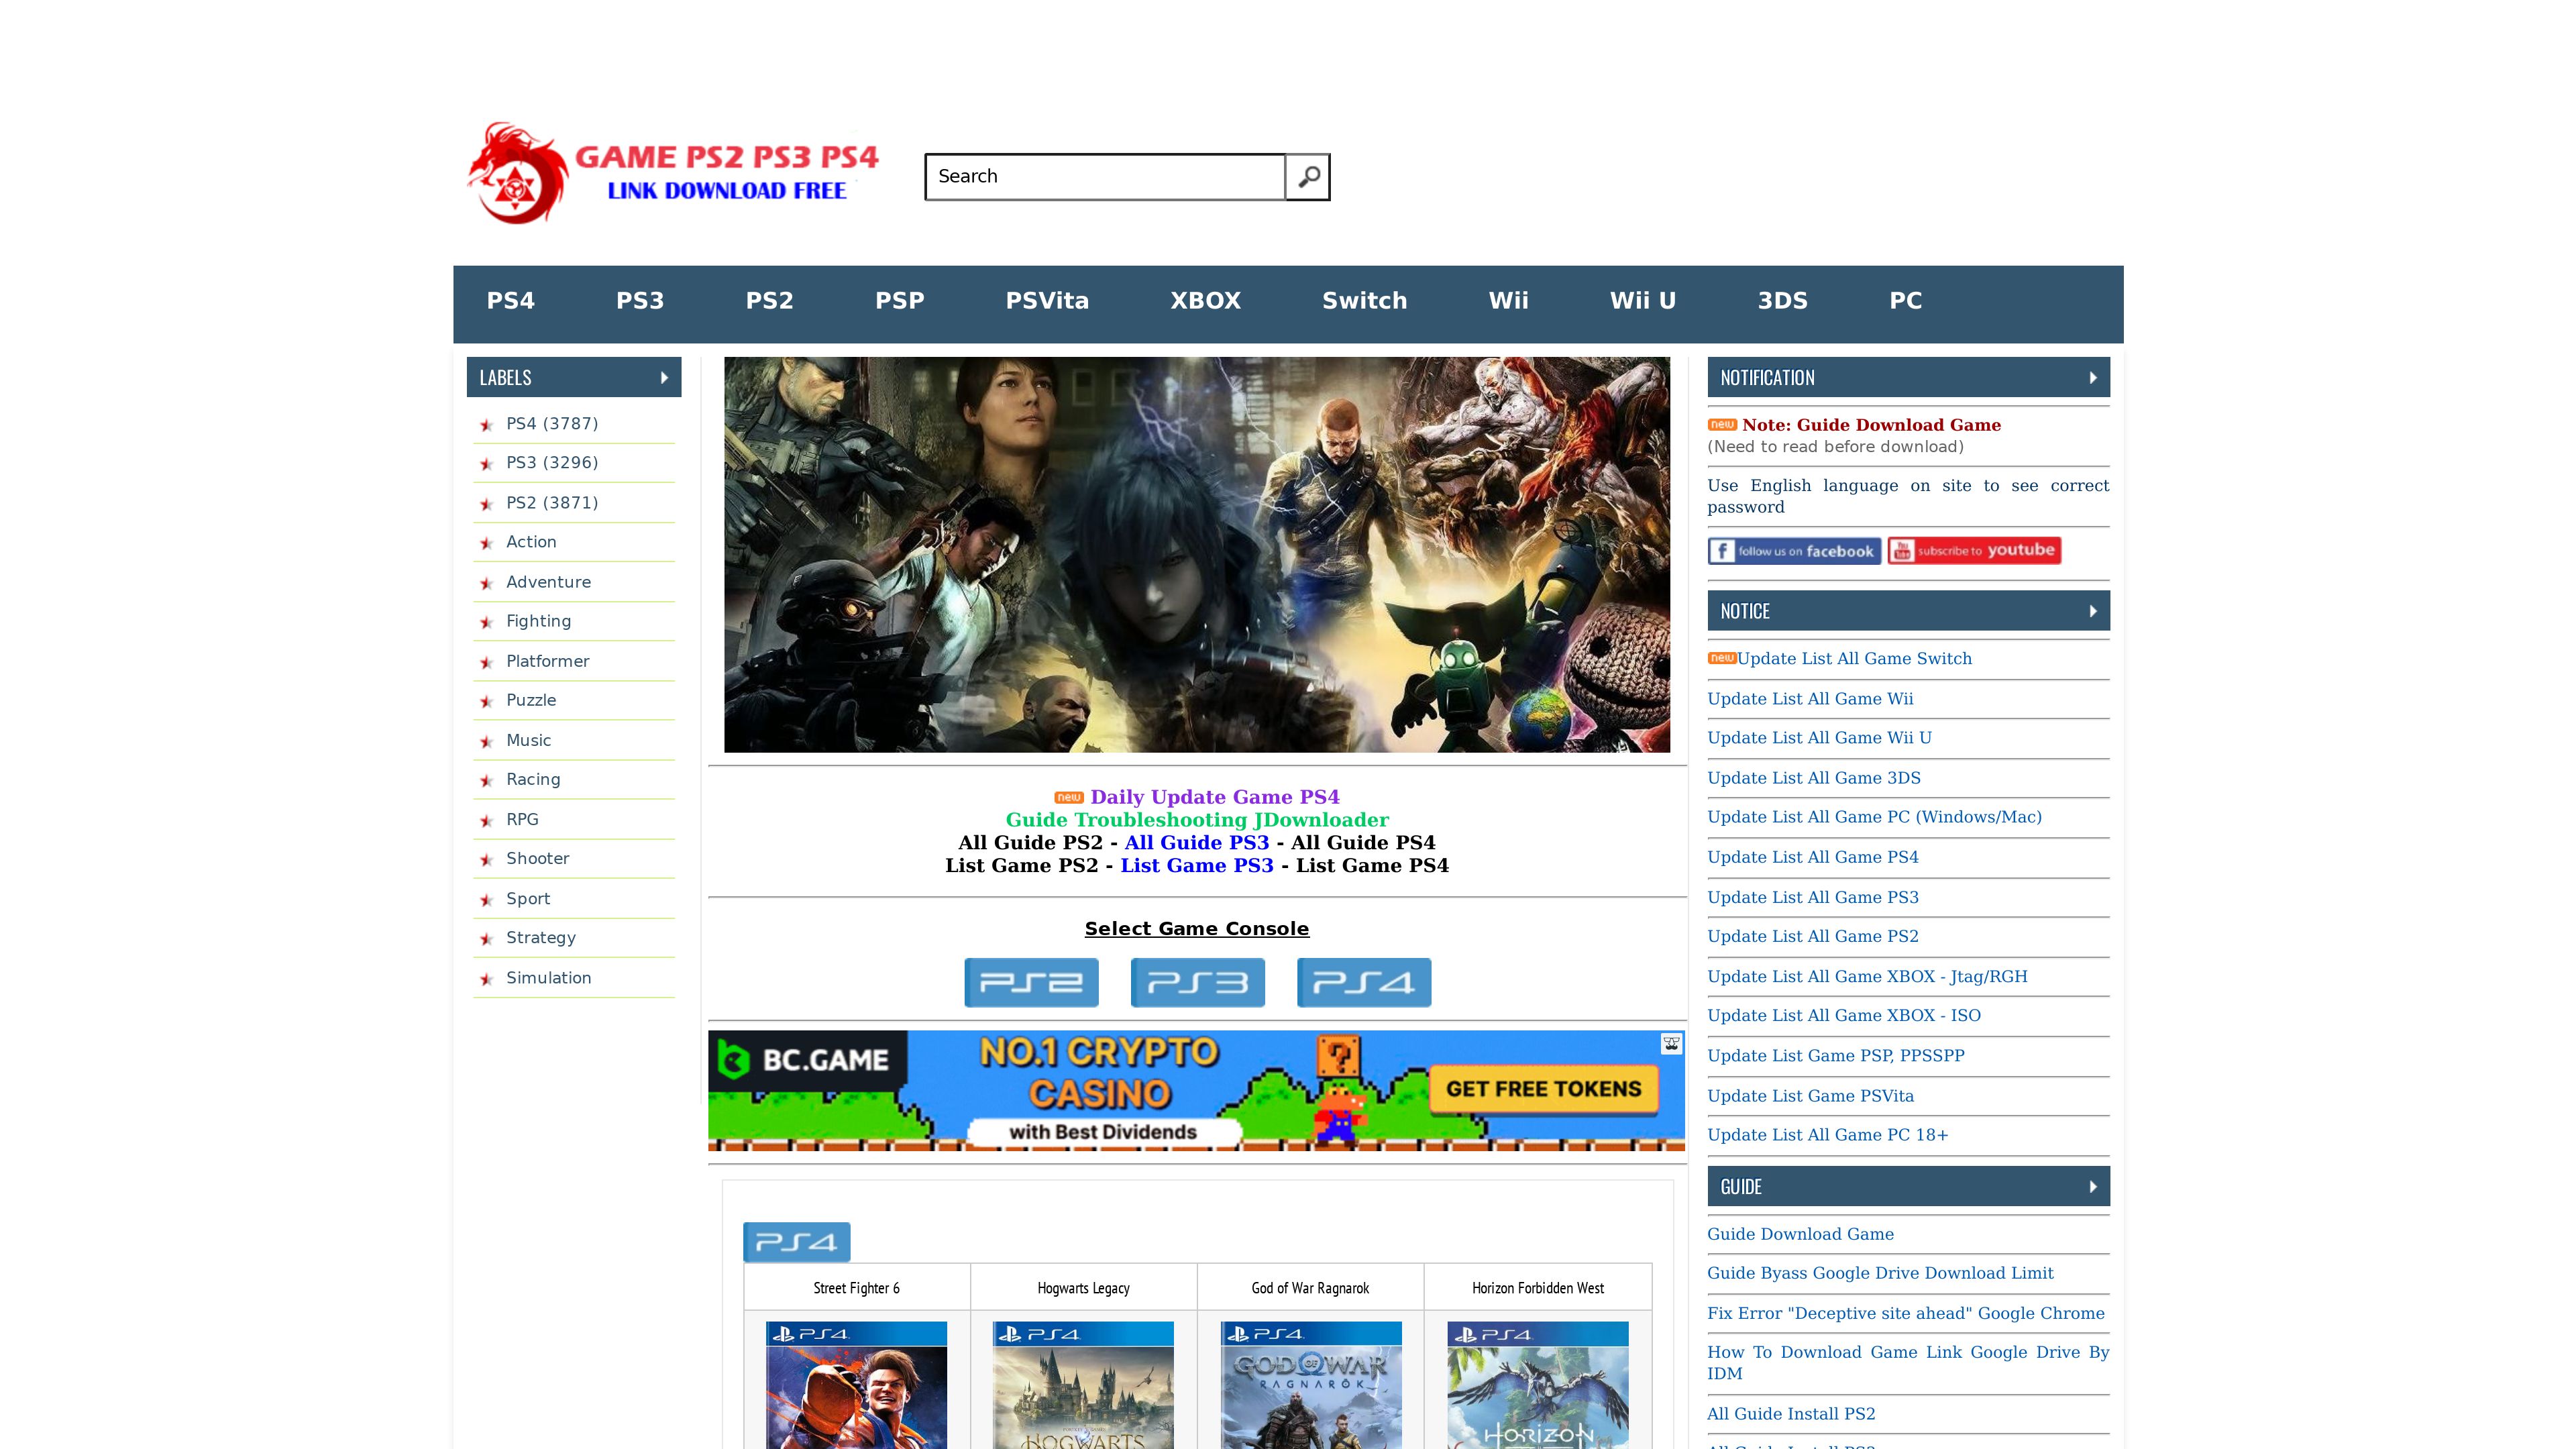 GAME PS2 PS3 PS4
LINK DOWNLOAD FREE
Search
PS4 PS3 PS2 PSP PSVita XBOX Switch Wii Wii U 3DS PC
LABELS
PS4 (3787)
PS3 (3296)
PS2 (3871)
Action
Adventure
Fighting
Platformer
Puzzle
Music
Racing
RPG
Shooter
Sport
Strategy
Simulation
new Daily Update Game PS4
Guide Troubleshooting JDownloader
All Guide PS2 - All Guide PS3 - All Guide PS4
List Game PS2 - List Game PS3 - List Game PS4
Select Game Console
PS2 PS3 PS4
BC.GAME
NO.1 CRYPTO
CASINO
with Best Dividends
?
GET FREE TOKENS
PS4
Street Fighter 6 Hogwarts Legacy God of War Ragnarok Horizon Forbidden West
PS4 PS4 PS4 PS4
HOGWARTS
GOD OF WAR
RAGNARÖK
HORIZON
NOTIFICATION
new Note: Guide Download Game
(Need to read before download)
Use English language on site to see correct
password
f follow us on facebook You Tube subscribe to youtube
NOTICE
new Update List All Game Switch
Update List All Game Wii
Update List All Game Wii U
Update List All Game 3DS
Update List All Game PC (Windows/Mac)
Update List All Game PS4
Update List All Game PS3
Update List All Game PS2
Update List All Game XBOX - Jtag/RGH
Update List All Game XBOX - ISO
Update List Game PSP, PPSSPP
Update List Game PSVita
Update List All Game PC 18+
GUIDE
Guide Download Game
Guide Byass Google Drive Download Limit
Fix Error "Deceptive site ahead" Google Chrome
How To Download Game Link Google Drive By
IDM
All Guide Install PS2